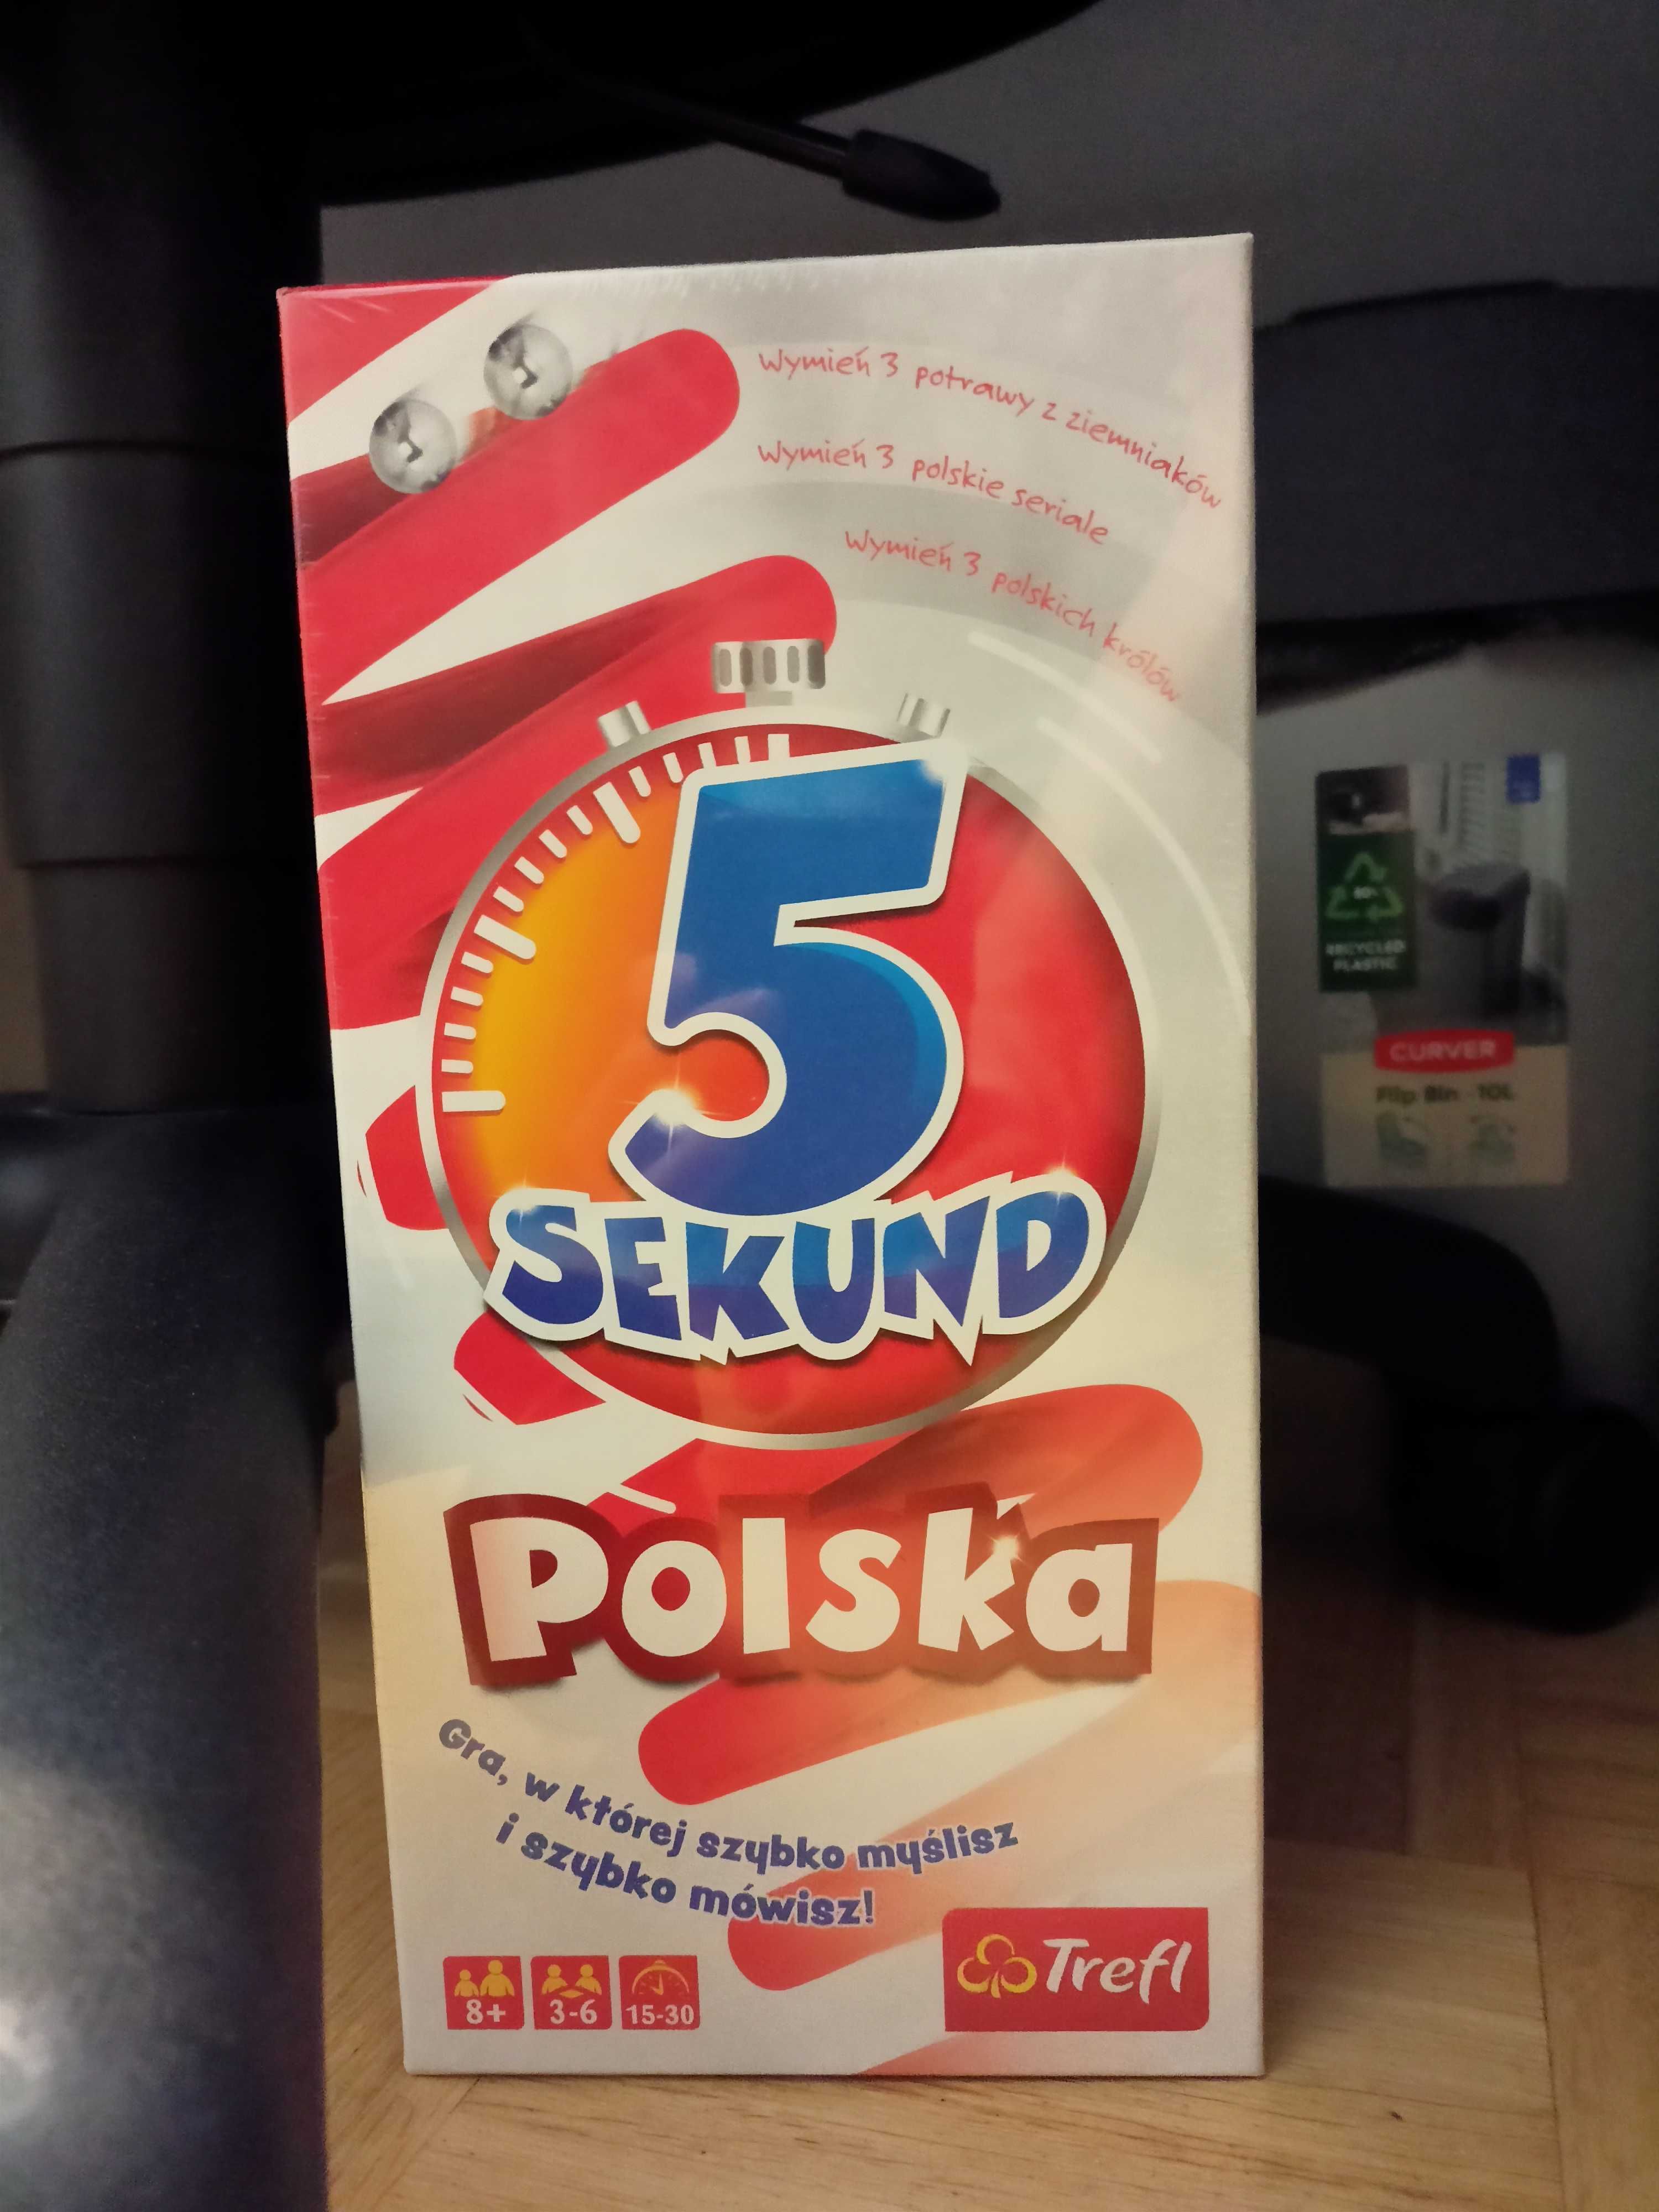 Wymień 3 potrawy z ziemniaków
Wymień 3 polskie seriale
Wymień 3 polskich królów
5
SEKUND
Polska
Gra, w której szybko myślisz
i szybko mówisz!
8+
3-6
15-30
Trefl
RECYCLED
PLASTIC
CURVER
Flip Bin 10L